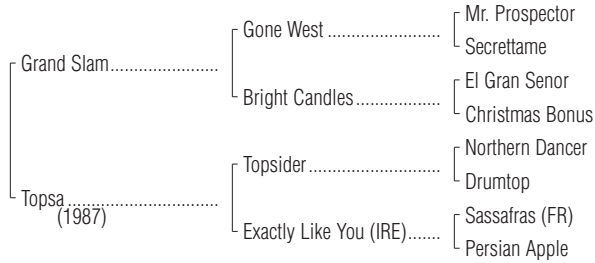 Mr. Prospector
Gone West
Secrettame
Grand Slam
El Gran Senor
Bright Candles
Christmas Bonus
Northern Dancer
Topsider
Drumtop
Topsa
(1987)
Sassafras (FR)
Exactly Like You (IRE)
Persian Apple